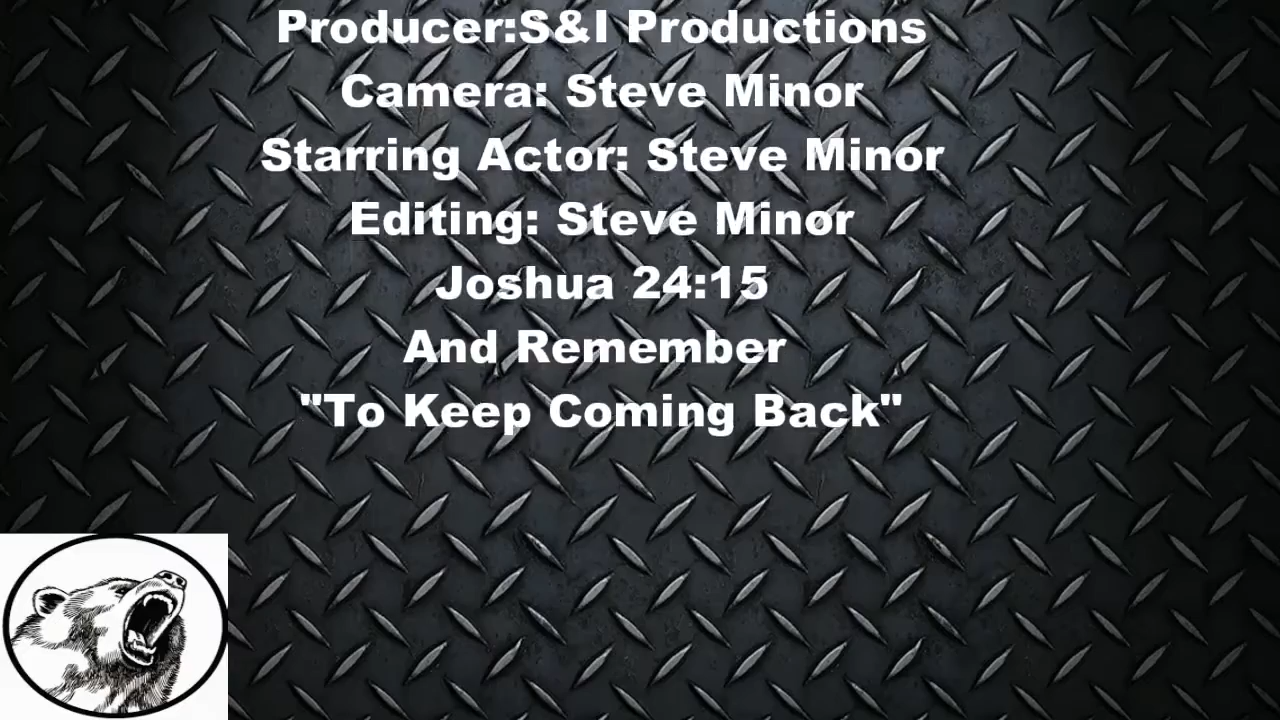 Producer:S&I Productions
Camera: Steve Minor
Starring Actor: Steve Minor
Editing: Steve Minor
Joshua 24:15
And Remember
"To Keep Coming Back"